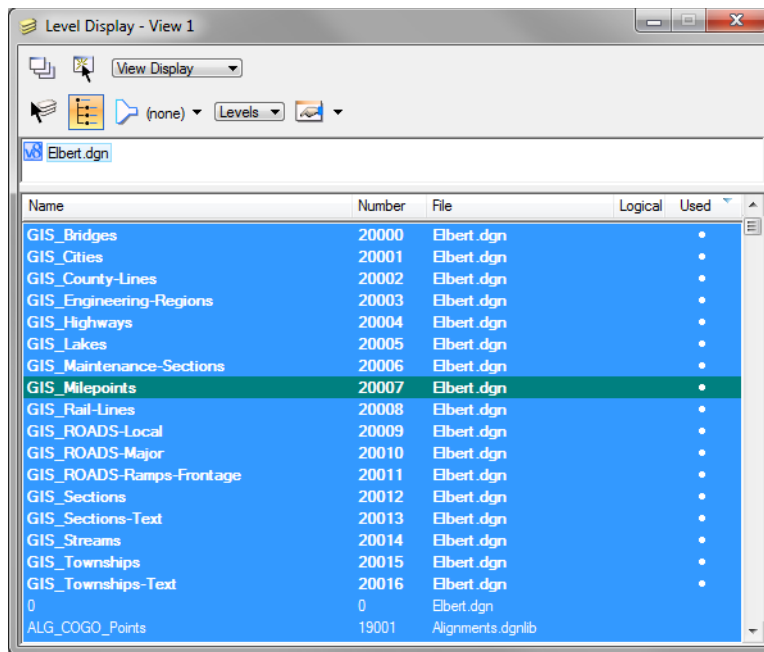 Level Display - View 1
View Display
(none) Levels
V8 Elbert.dgn
Name Number File Logical Used
GIS_Bridges 20000 Elbert.dgn
GIS_Cities 20001 Elbert.dgn
GIS_County-Lines 20002 Elbert.dgn
GIS_Engineering-Regions 20003 Elbert.dgn
GIS_Highways 20004 Elbert.dgn
GIS_Lakes 20005 Elbert.dgn
GIS_Maintenance-Sections 20006 Elbert.dgn
GIS_Milepoints 20007 Elbert.dgn
GIS_Rail-Lines 20008 Elbert.dgn
GIS_ROADS-Local 20009 Elbert.dgn
GIS_ROADS-Major 20010 Elbert.dgn
GIS_ROADS-Ramps-Frontage 20011 Elbert.dgn
GIS_Sections 20012 Elbert.dgn
GIS_Sections-Text 20013 Elbert.dgn
GIS_Streams 20014 Elbert.dgn
GIS_Townships 20015 Elbert.dgn
GIS_Townships-Text 20016 Elbert.dgn
0 0 Elbert.dgn
ALG_COGO_Points 19001 Alignments.dgnlib